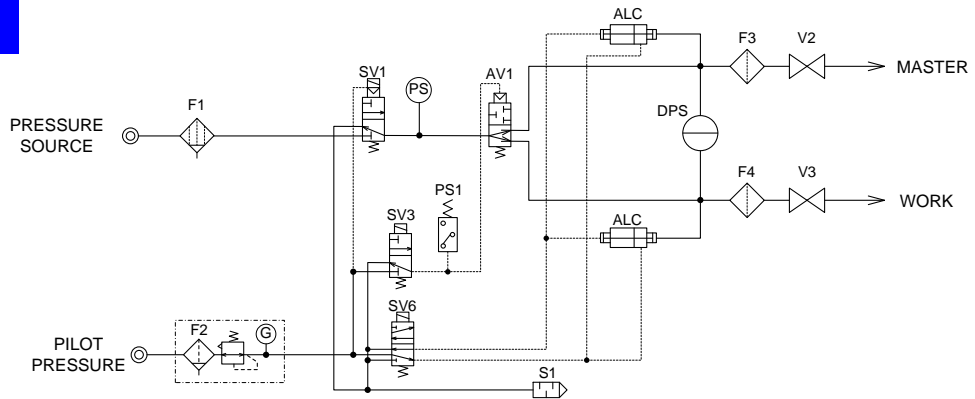 ALC
F3
V2
MASTER
SV1
PS
AV1
F1
DPS
PRESSURE
SOURCE
F4
V3
WORK
PS1
SV3
ALC
SV6
F2
G
PILOT
PRESSURE
S1